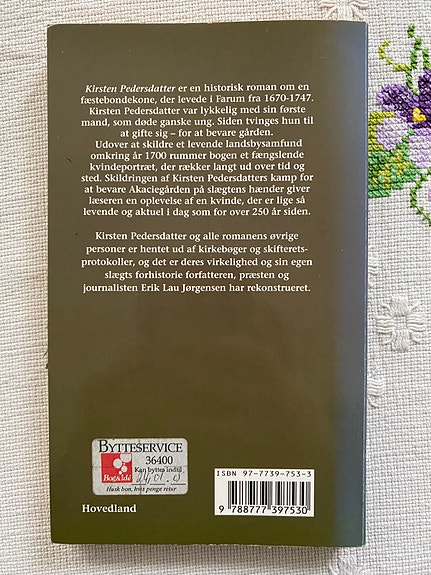 Kirsten Pedersdatter er en historisk roman om en
fæstebondekone, der levede i Farum fra 1670-1747.
Kirsten Pedersdatter var lykkelig med sin første
mand, som døde ganske ung. Siden tvinges hun til
at gifte sig – for at bevare gården.
Udover at skildre et levende landsbysamfund
omkring år 1700 rummer bogen et fængslende
kvindeportræt, der rækker langt ud over tid og
sted. Skildringen af Kirsten Pedersdatters kamp for
at bevare Akaciegården på slægtens hænder giver
læseren en oplevelse af en kvinde, der er lige så
levende og aktuel i dag som for over 250 år siden.
Kirsten Pedersdatter og alle romanens øvrige
personer er hentet ud af kirkebøger og skifterets-
protokoller, og det er deres virkelighed og sin egen
slægts forhistorie forfatteren, præsten og
journalisten Erik Lau Jørgensen har rekonstrueret.
BYTTESERVICE
36400
Kan byttes indtil
Bog&idé
Husk bon, hvis penge retur
ISBN 97-7739-753-3
9 788777 397530
Hovedland